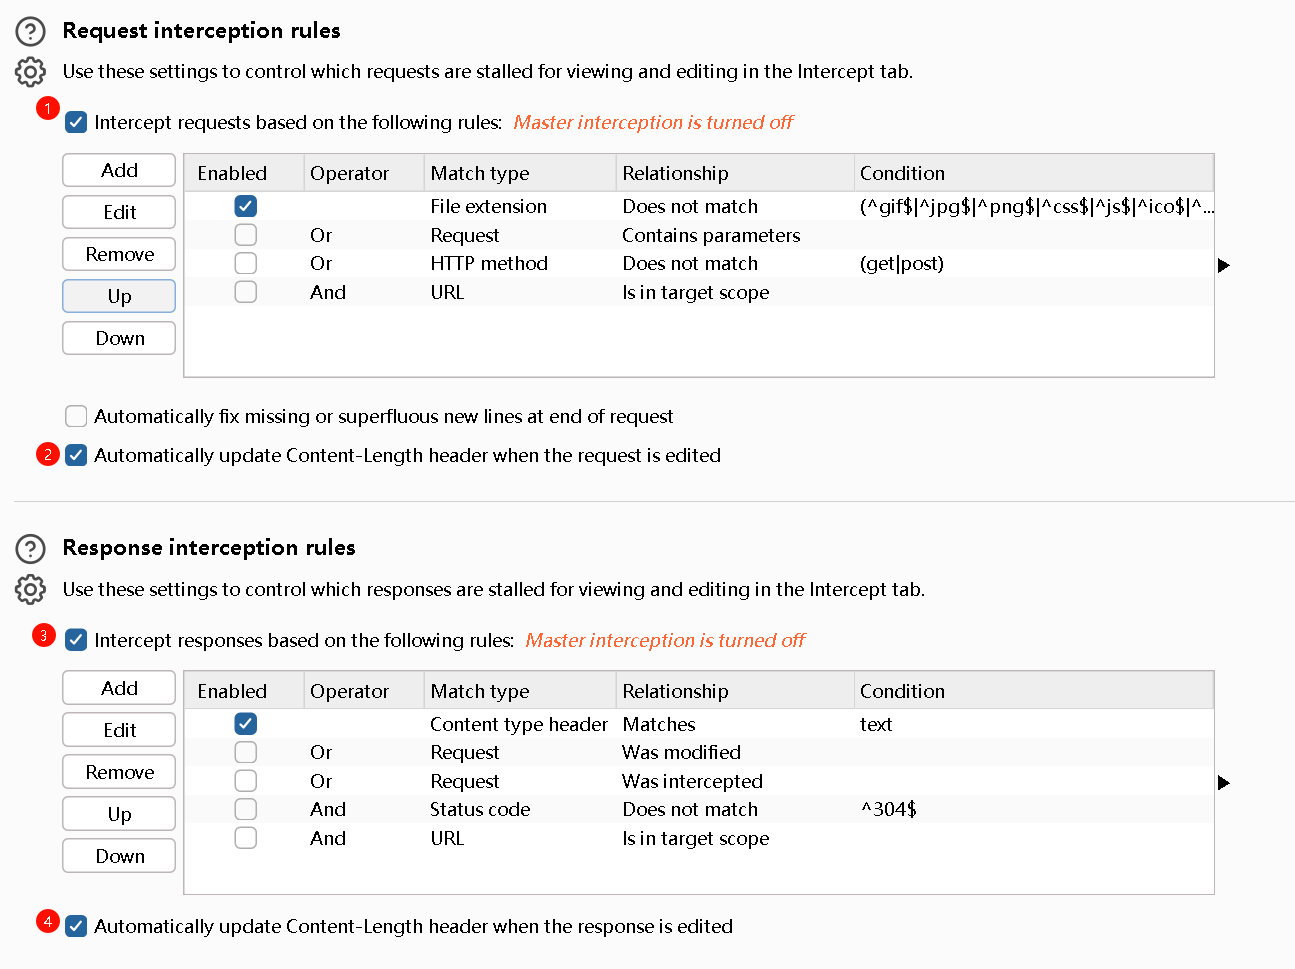 Request interception rules
Use these settings to control which requests are stalled for viewing and editing in the Intercept tab.
1
Intercept requests based on the following rules: Master interception is turned off
Add
Edit
Remove
Up
Down
Enabled Operator Match type Relationship Condition
File extension Does not match (^gif$|^jpg$|^png$|^css$|^js$|^ico$|^...
Or Request Contains parameters
Or HTTP method Does not match (get|post)
And URL Is in target scope
Automatically fix missing or superfluous new lines at end of request
2 Automatically update Content-Length header when the request is edited
Response interception rules
Use these settings to control which responses are stalled for viewing and editing in the Intercept tab.
3 Intercept responses based on the following rules: Master interception is turned off
Add
Edit
Remove
Up
Down
Enabled Operator Match type Relationship Condition
Content type header Matches text
Or Request Was modified
Or Request Was intercepted
And Status code Does not match ^304$
And URL Is in target scope
4 Automatically update Content-Length header when the response is edited